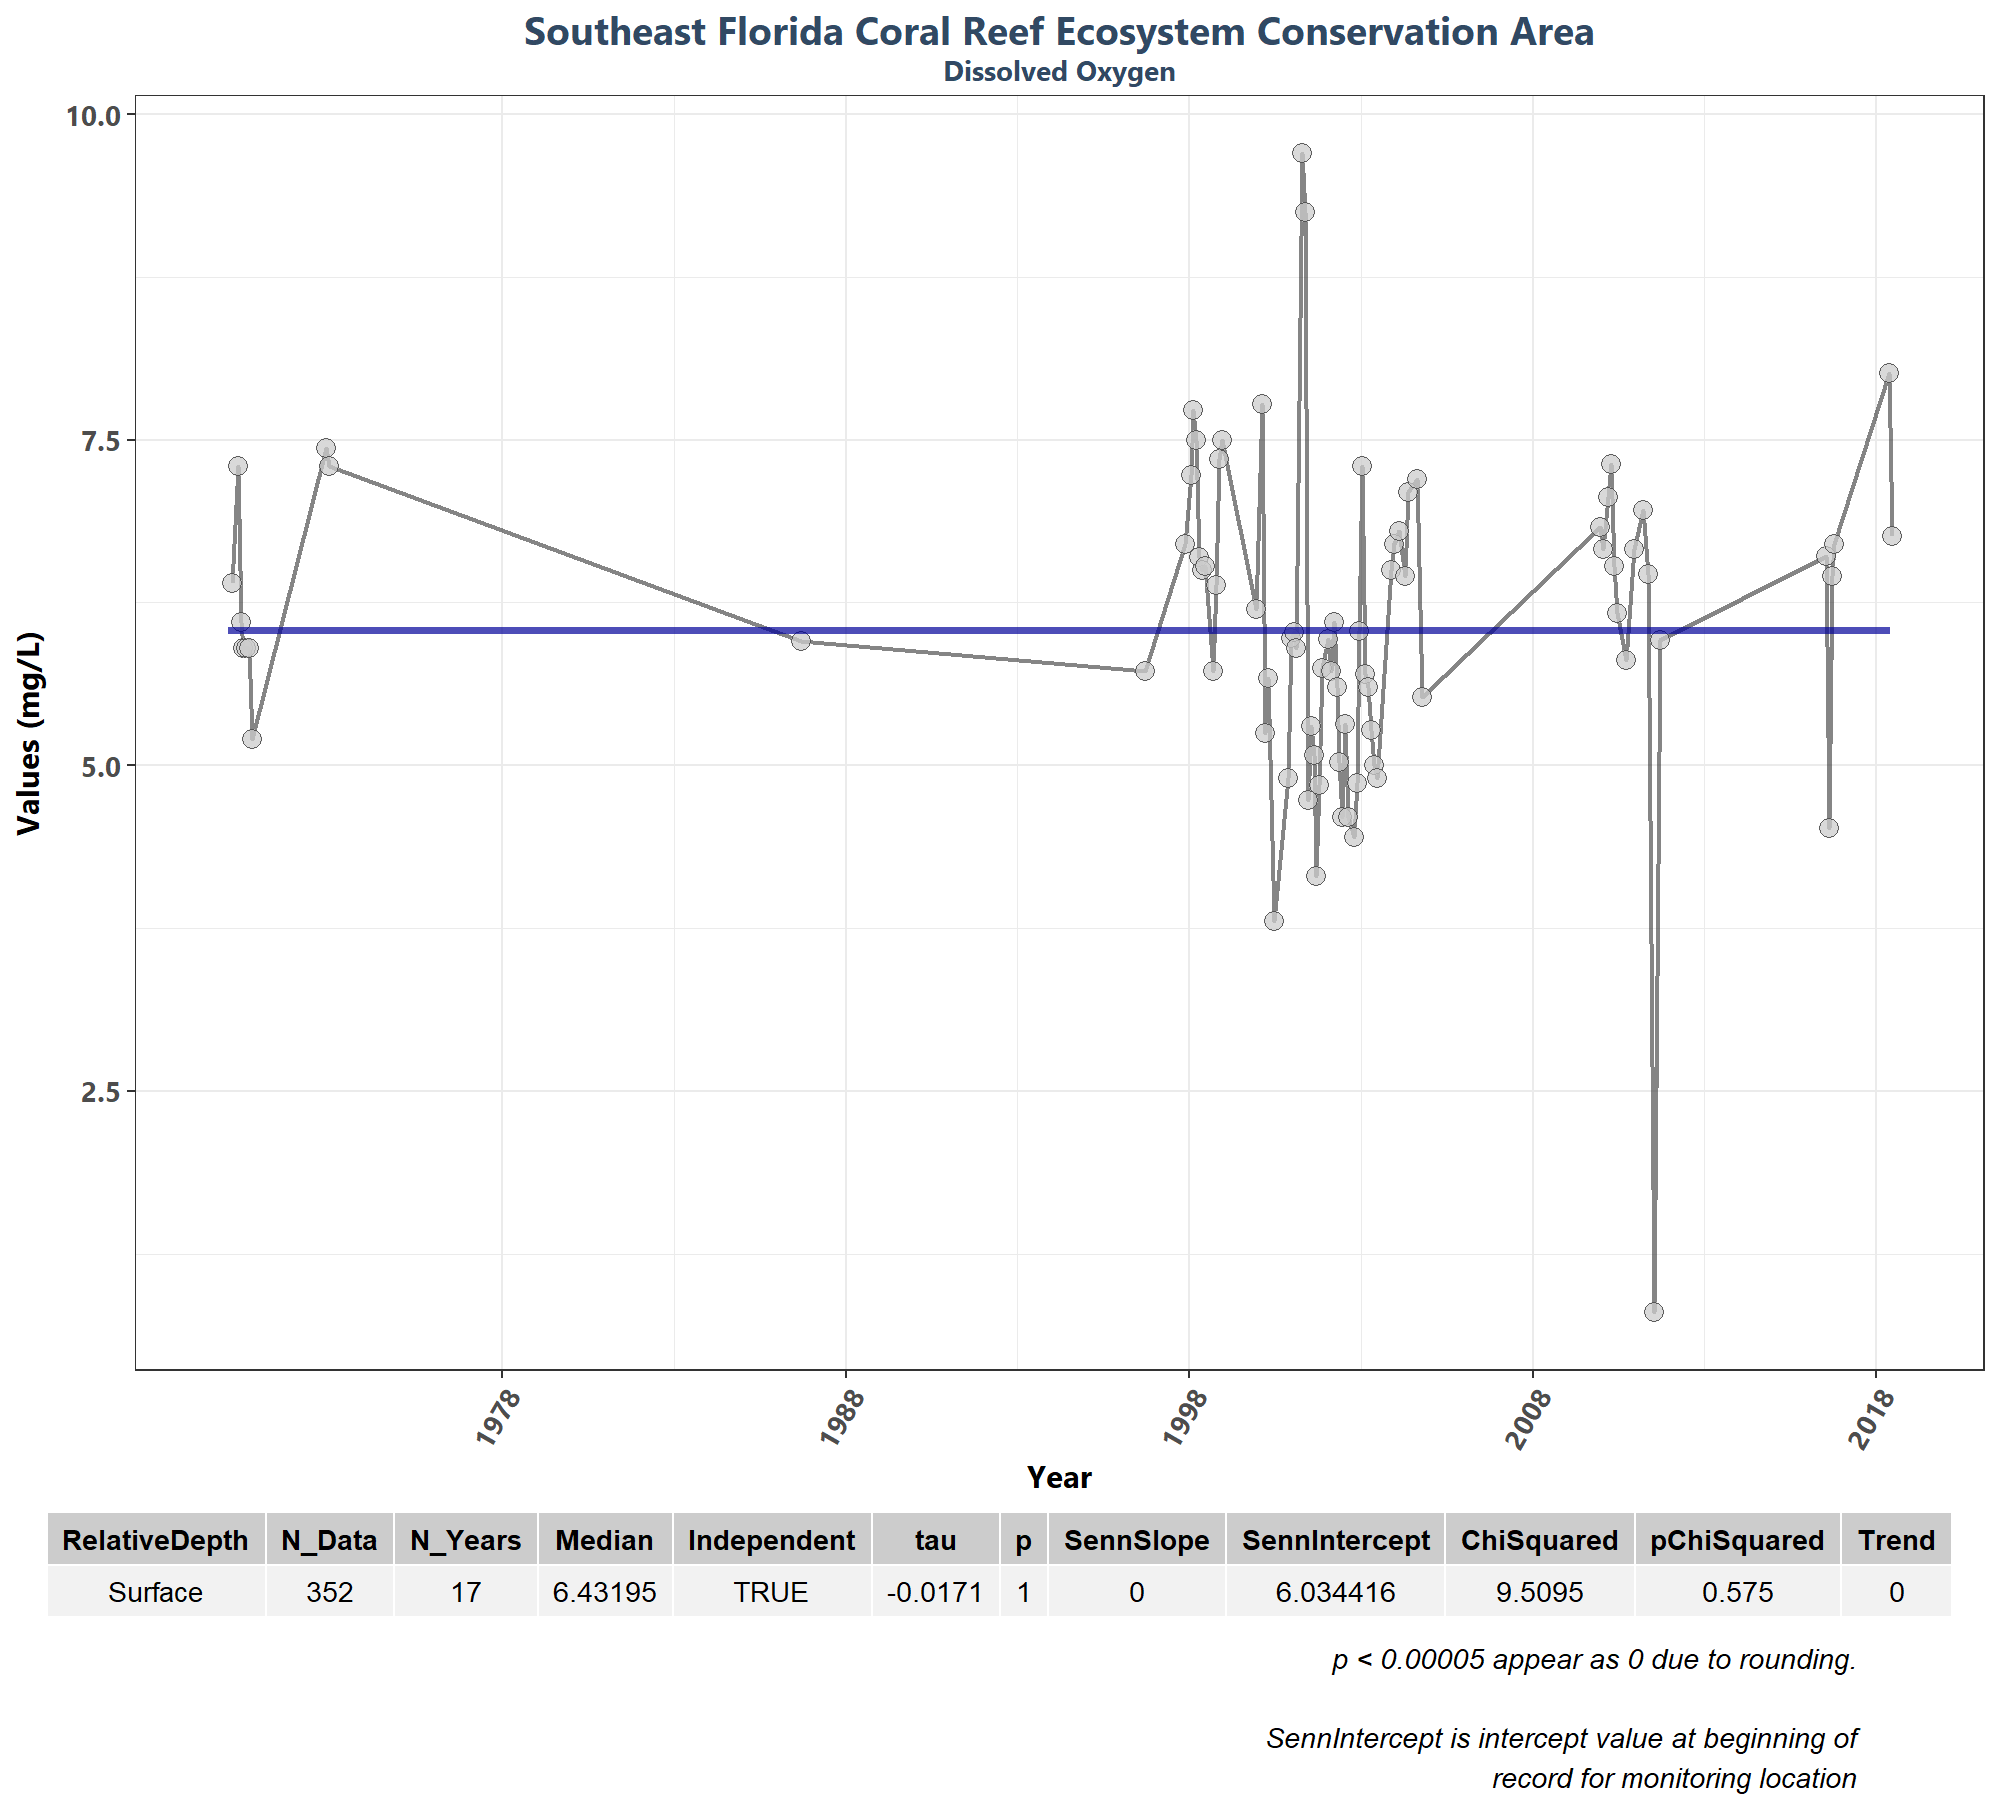 Southeast Florida Coral Reef Ecosystem Conservation Area
Dissolved Oxygen
10.0
7.5
5.0
2.5
Values (mg/L)
1978
1988
1998
2008
2018
Year
RelativeDepth N_Data N_Years Median Independent tau p SennSlope SennIntercept ChiSquared pChiSquared Trend
Surface 352 17 6.43195 TRUE -0.0171 1 0 6.034416 9.5095 0.575 0
p < 0.00005 appear as 0 due to rounding.
SennIntercept is intercept value at beginning of
record for monitoring location